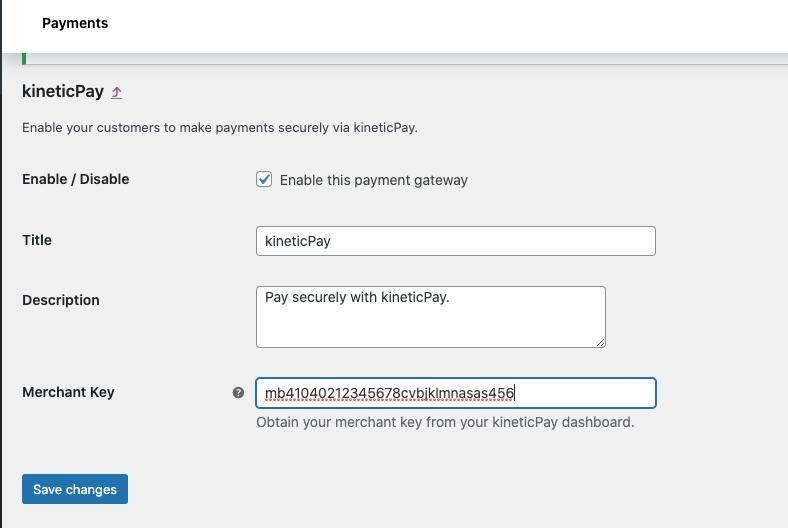 Payments
kineticPay
Enable your customers to make payments securely via kineticPay.
Enable / Disable
Enable this payment gateway
Title
kineticPay
Description
Pay securely with kineticPay.
Merchant Key
?
mb41040212345678cvbjklmnasas456
Obtain your merchant key from your kineticPay dashboard.
Save changes